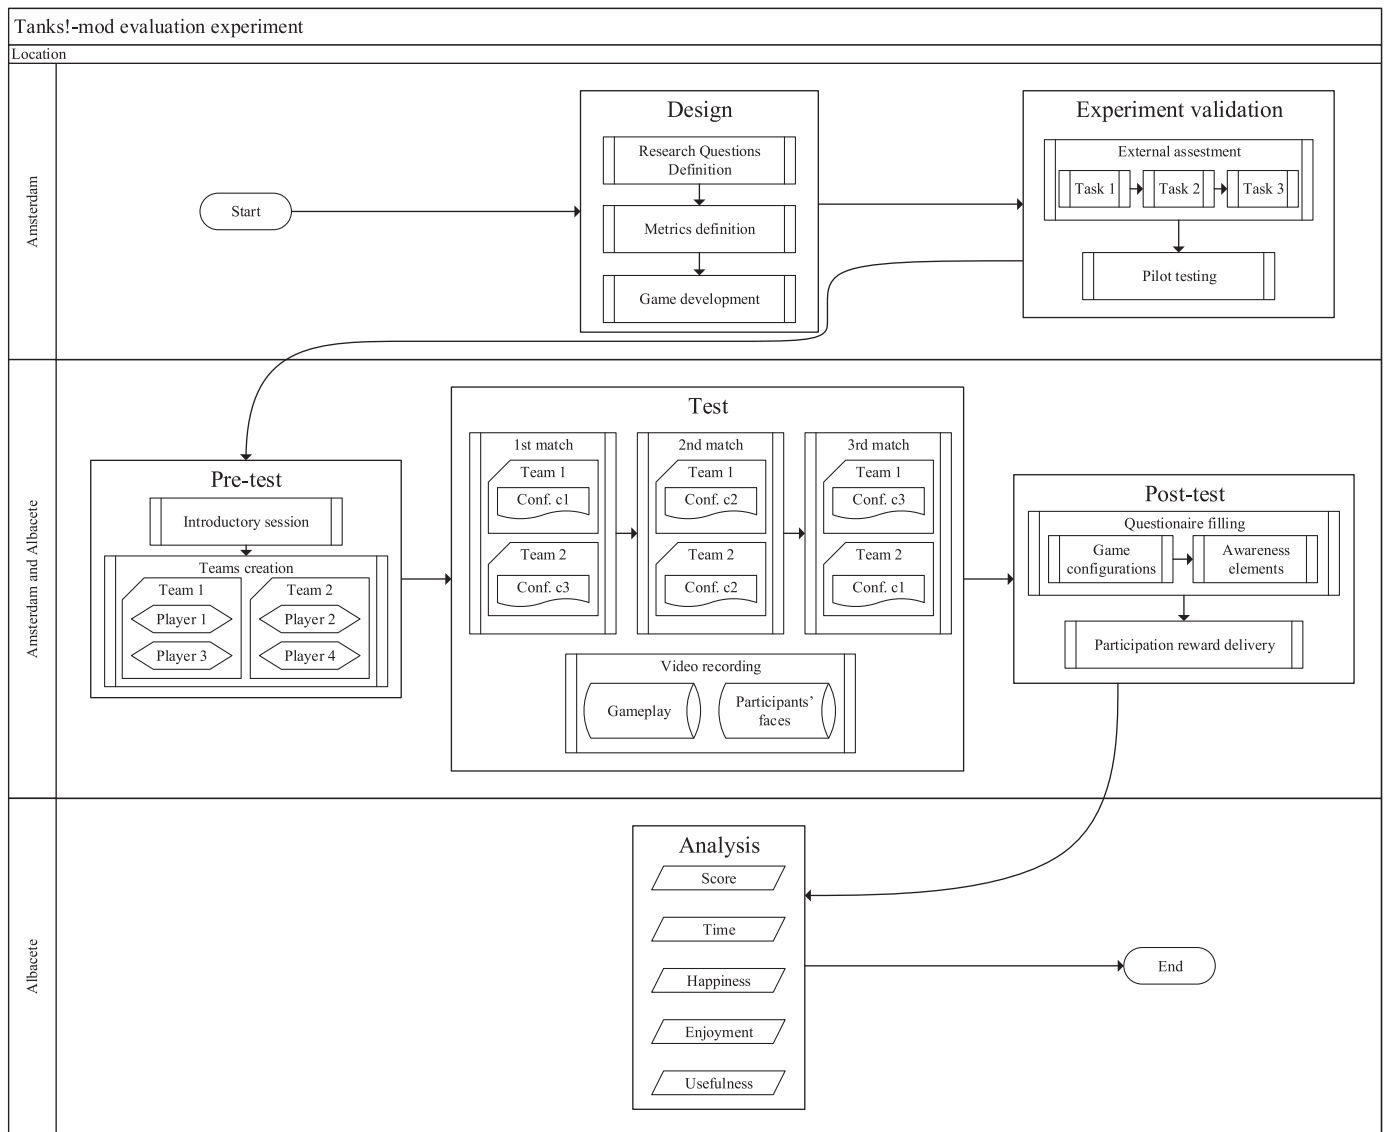 Tanks!-mod evaluation experiment
Location
Amsterdam
Start
Design
Research Questions
Definition
Metrics definition
Game development
Experiment validation
External assestment
Task 1
Task 2
Task 3
Pilot testing
Amsterdam and Albacete
Pre-test
Introductory session
Teams creation
Team 1
Player 1
Player 3
Team 2
Player 2
Player 4
Test
1st match
Team 1
Conf. c1
Team 2
Conf. c3
2nd match
Team 1
Conf. c2
Team 2
Conf. c2
3rd match
Team 1
Conf. c3
Team 2
Conf. c1
Video recording
Gameplay
Participants’
faces
Post-test
Questionaire filling
Game
configurations
Awareness
elements
Participation reward delivery
Albacete
Analysis
Score
Time
Happiness
Enjoyment
Usefulness
End